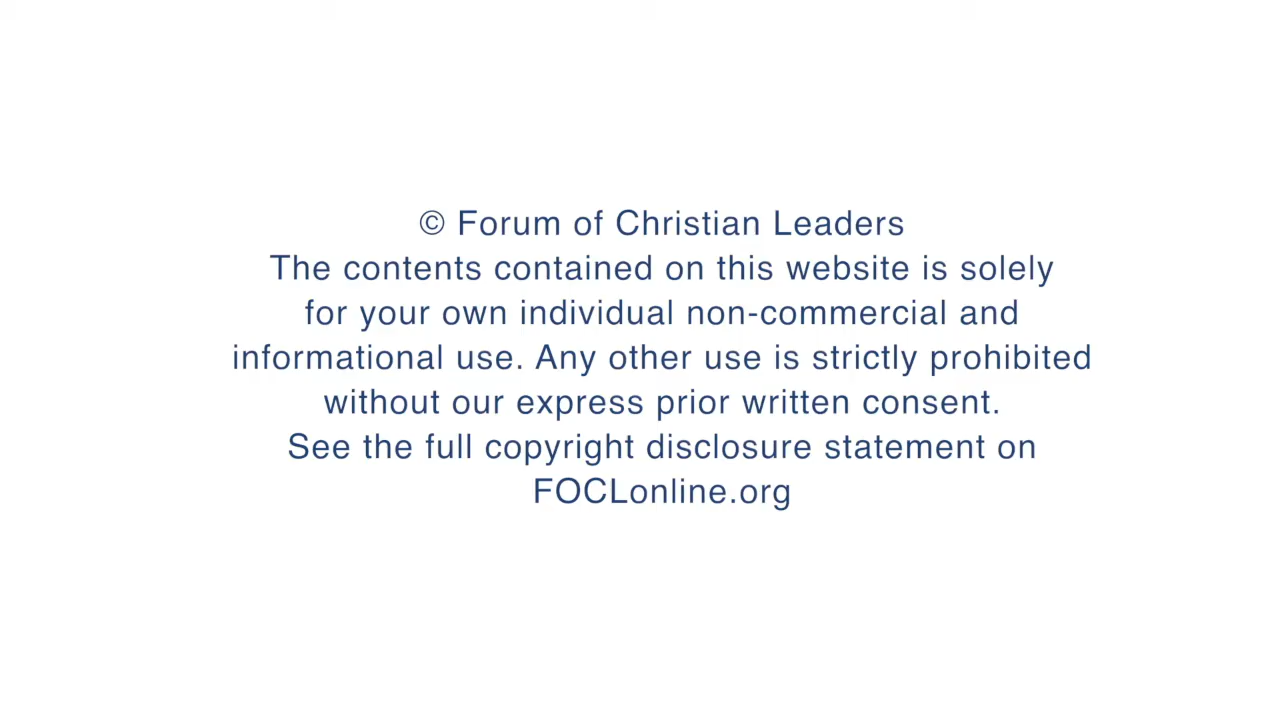 © Forum of Christian Leaders
The contents contained on this website is solely
for your own individual non-commercial and
informational use. Any other use is strictly prohibited
without our express prior written consent.
See the full copyright disclosure statement on
FOCLonline.org